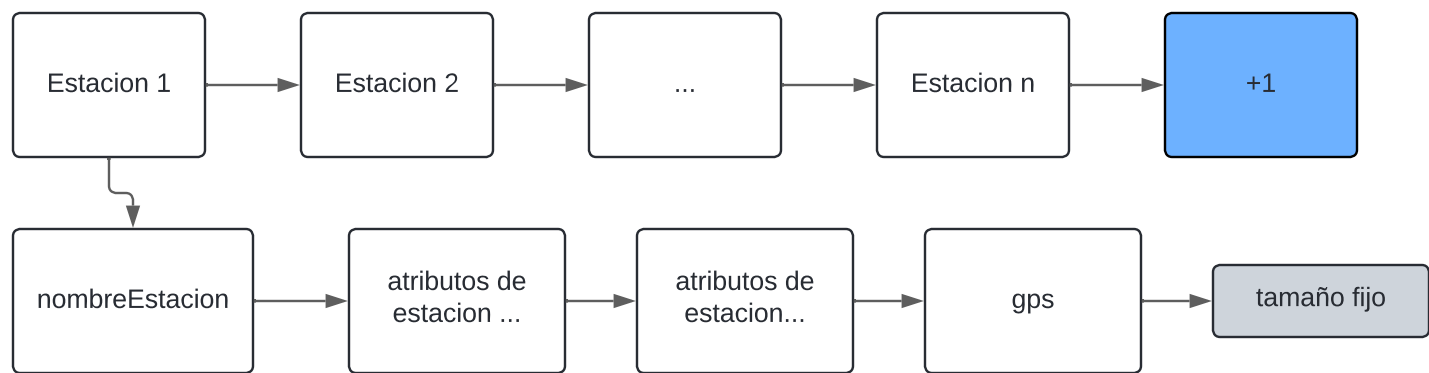 Estacion 1
Estacion 2
...
Estacion n
+1
nombreEstacion
atributos de
estacion ...
atributos de
estacion...
gps
tamaño fijo